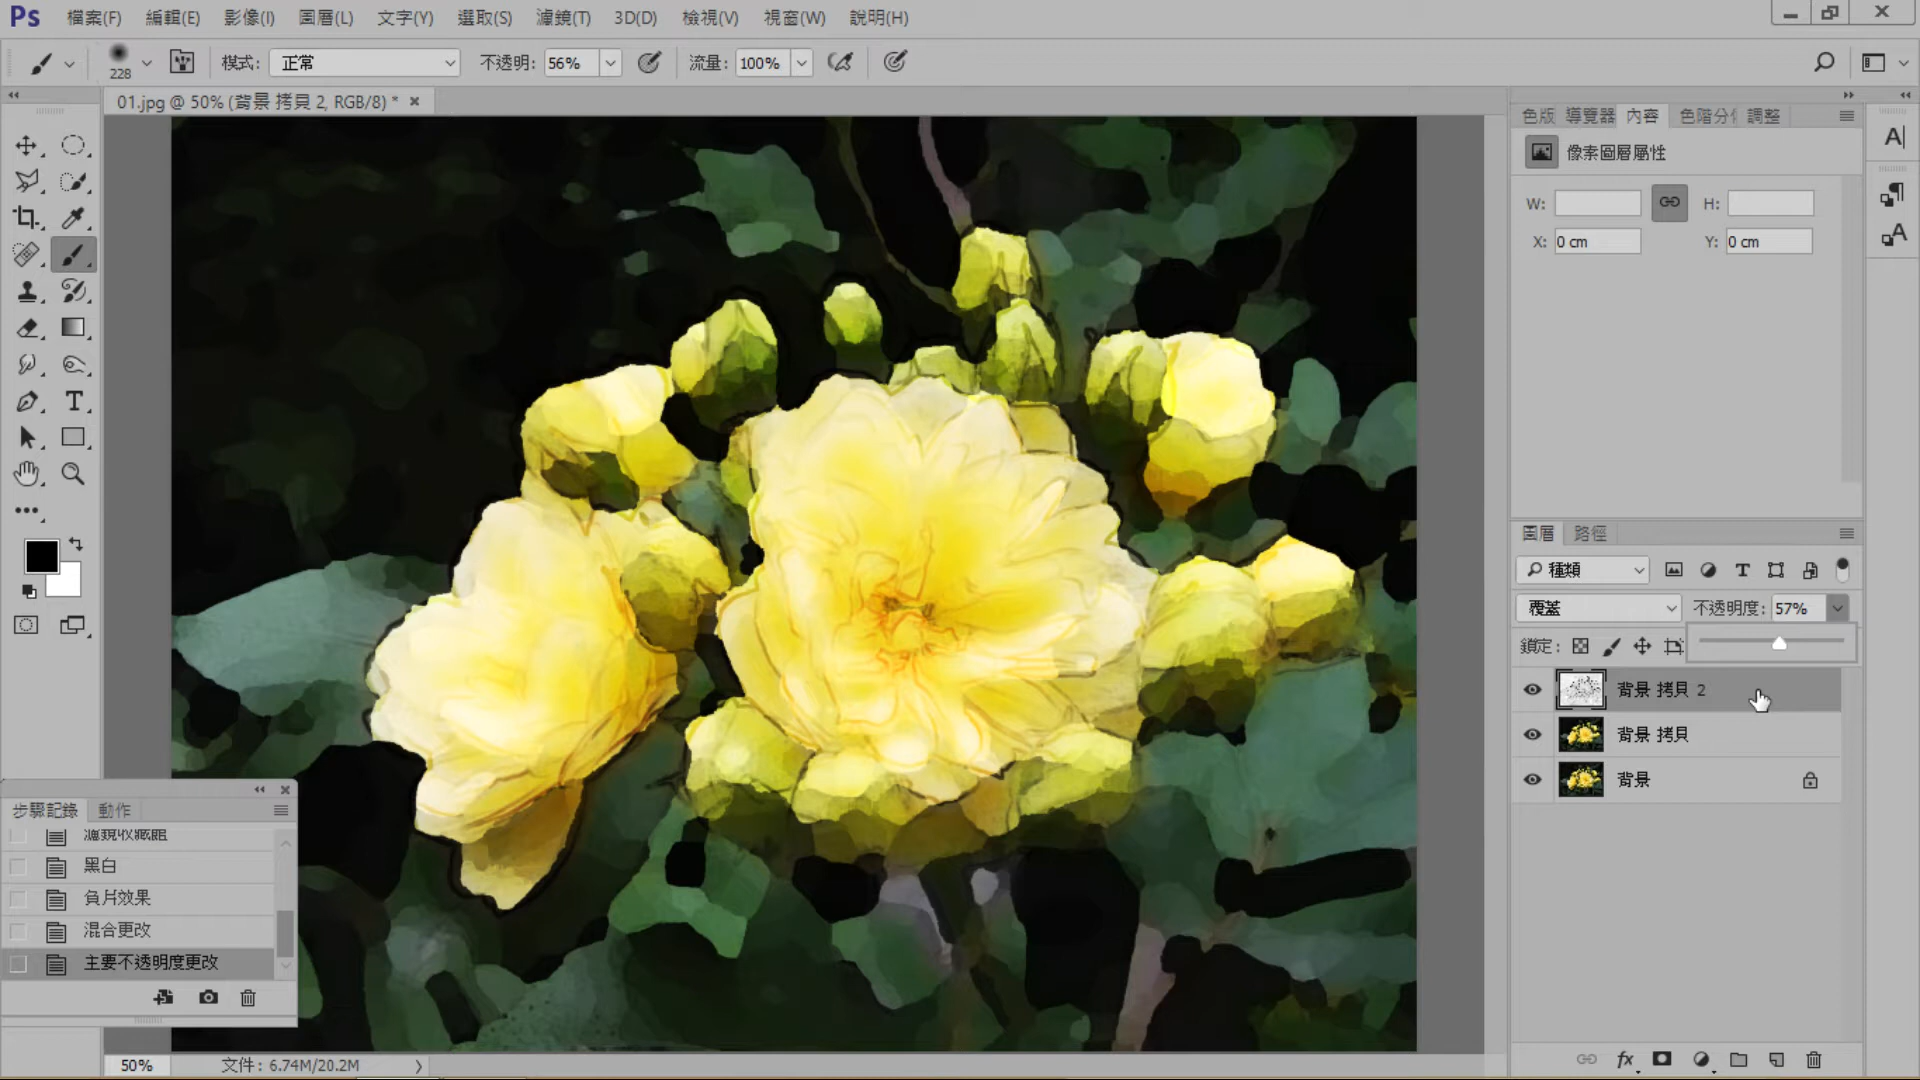 Ps 檔案(F) 編輯(E) 影像(I) 圖層(L) 文字(Y) 選取(S) 濾鏡(T) 3D(D) 檢視(V) 視窗(W) 說明(H)
228 模式: 正常 不透明: 56% 流量: 100%
01.jpg @ 50% (背景 拷貝 2, RGB/8) *
色版 導覽器 內容 色階分 調整
像素圖層屬性
W: H:
X: 0 cm Y: 0 cm
圖層 路徑
種類
覆蓋 不透明度: 57%
鎖定:
背景 拷貝 2
背景 拷貝
背景
步驟記錄 動作
濾鏡收藏館
黑白
負片效果
混合更改
主要不透明度更改
50% 文件: 6.74M/20.2M